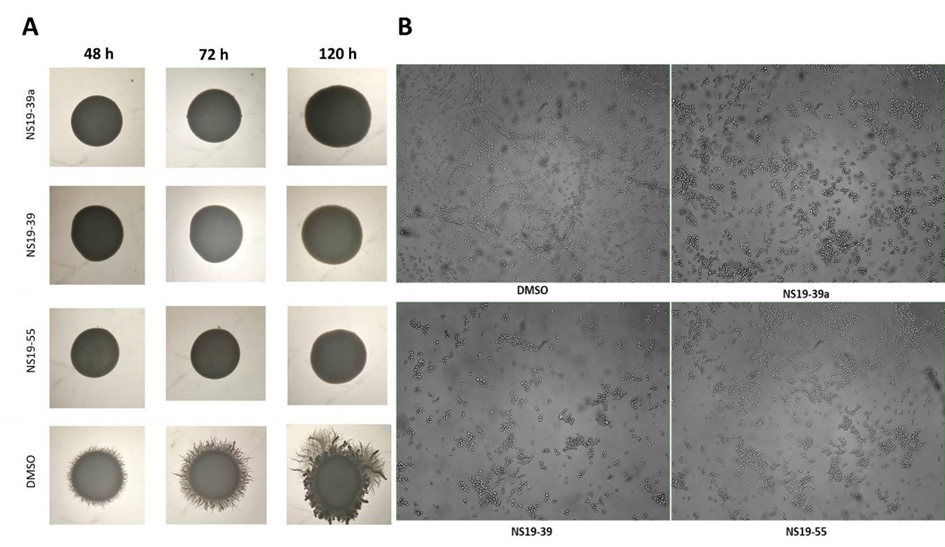 A
B
48 h
72 h
120 h
NS19-39a
NS19-39
NS19-55
DMSO
DMSO
NS19-39a
NS19-39
NS19-55